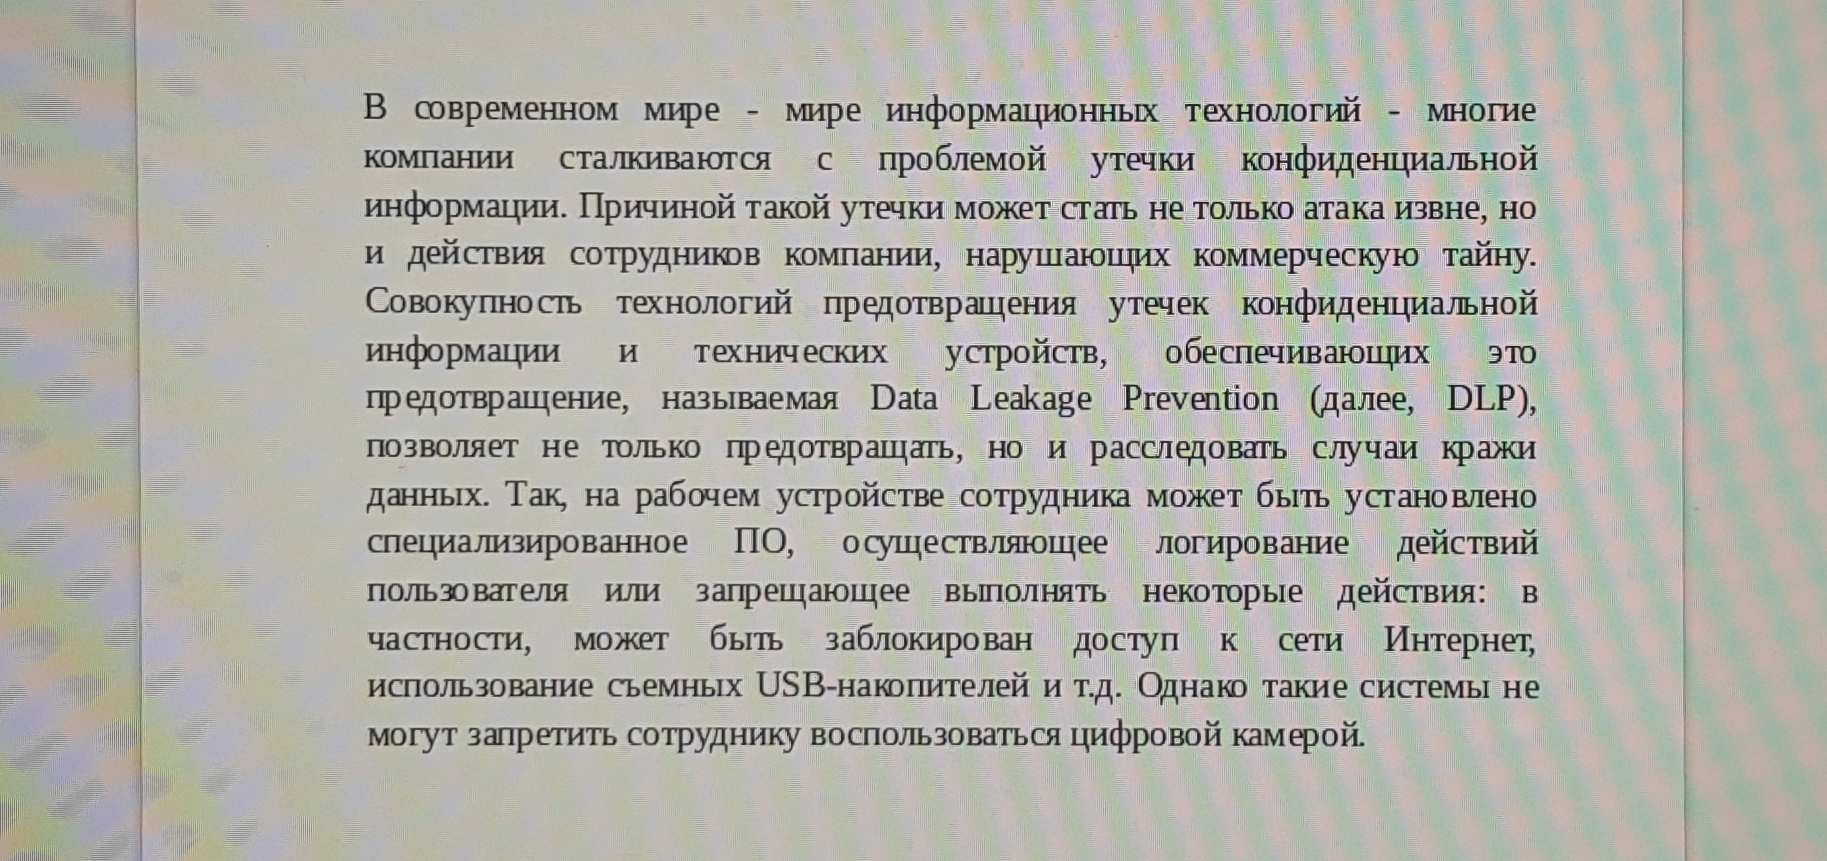 В современном мире - мире информационных технологий - многие
компании сталкиваются с проблемой утечки конфиденциальной
информации. Причиной такой утечки может стать не только атака извне, но
и действия сотрудников компании, нарушающих коммерческую тайну.
Совокупность технологий предотвращения утечек конфиденциальной
информации и технических устройств, обеспечивающих это
предотвращение, называемая Data Leakage Prevention (далее, DLP),
позволяет не только предотвращать, но и расследовать случаи кражи
данных. Так, на рабочем устройстве сотрудника может быть установлено
специализированное ПО, осуществляющее логирование действий
пользователя или запрещающее выполнять некоторые действия: в
частности, может быть заблокирован доступ к сети Интернет,
использование съемных USB-накопителей и т.д. Однако такие системы не
могут запретить сотруднику воспользоваться цифровой камерой.